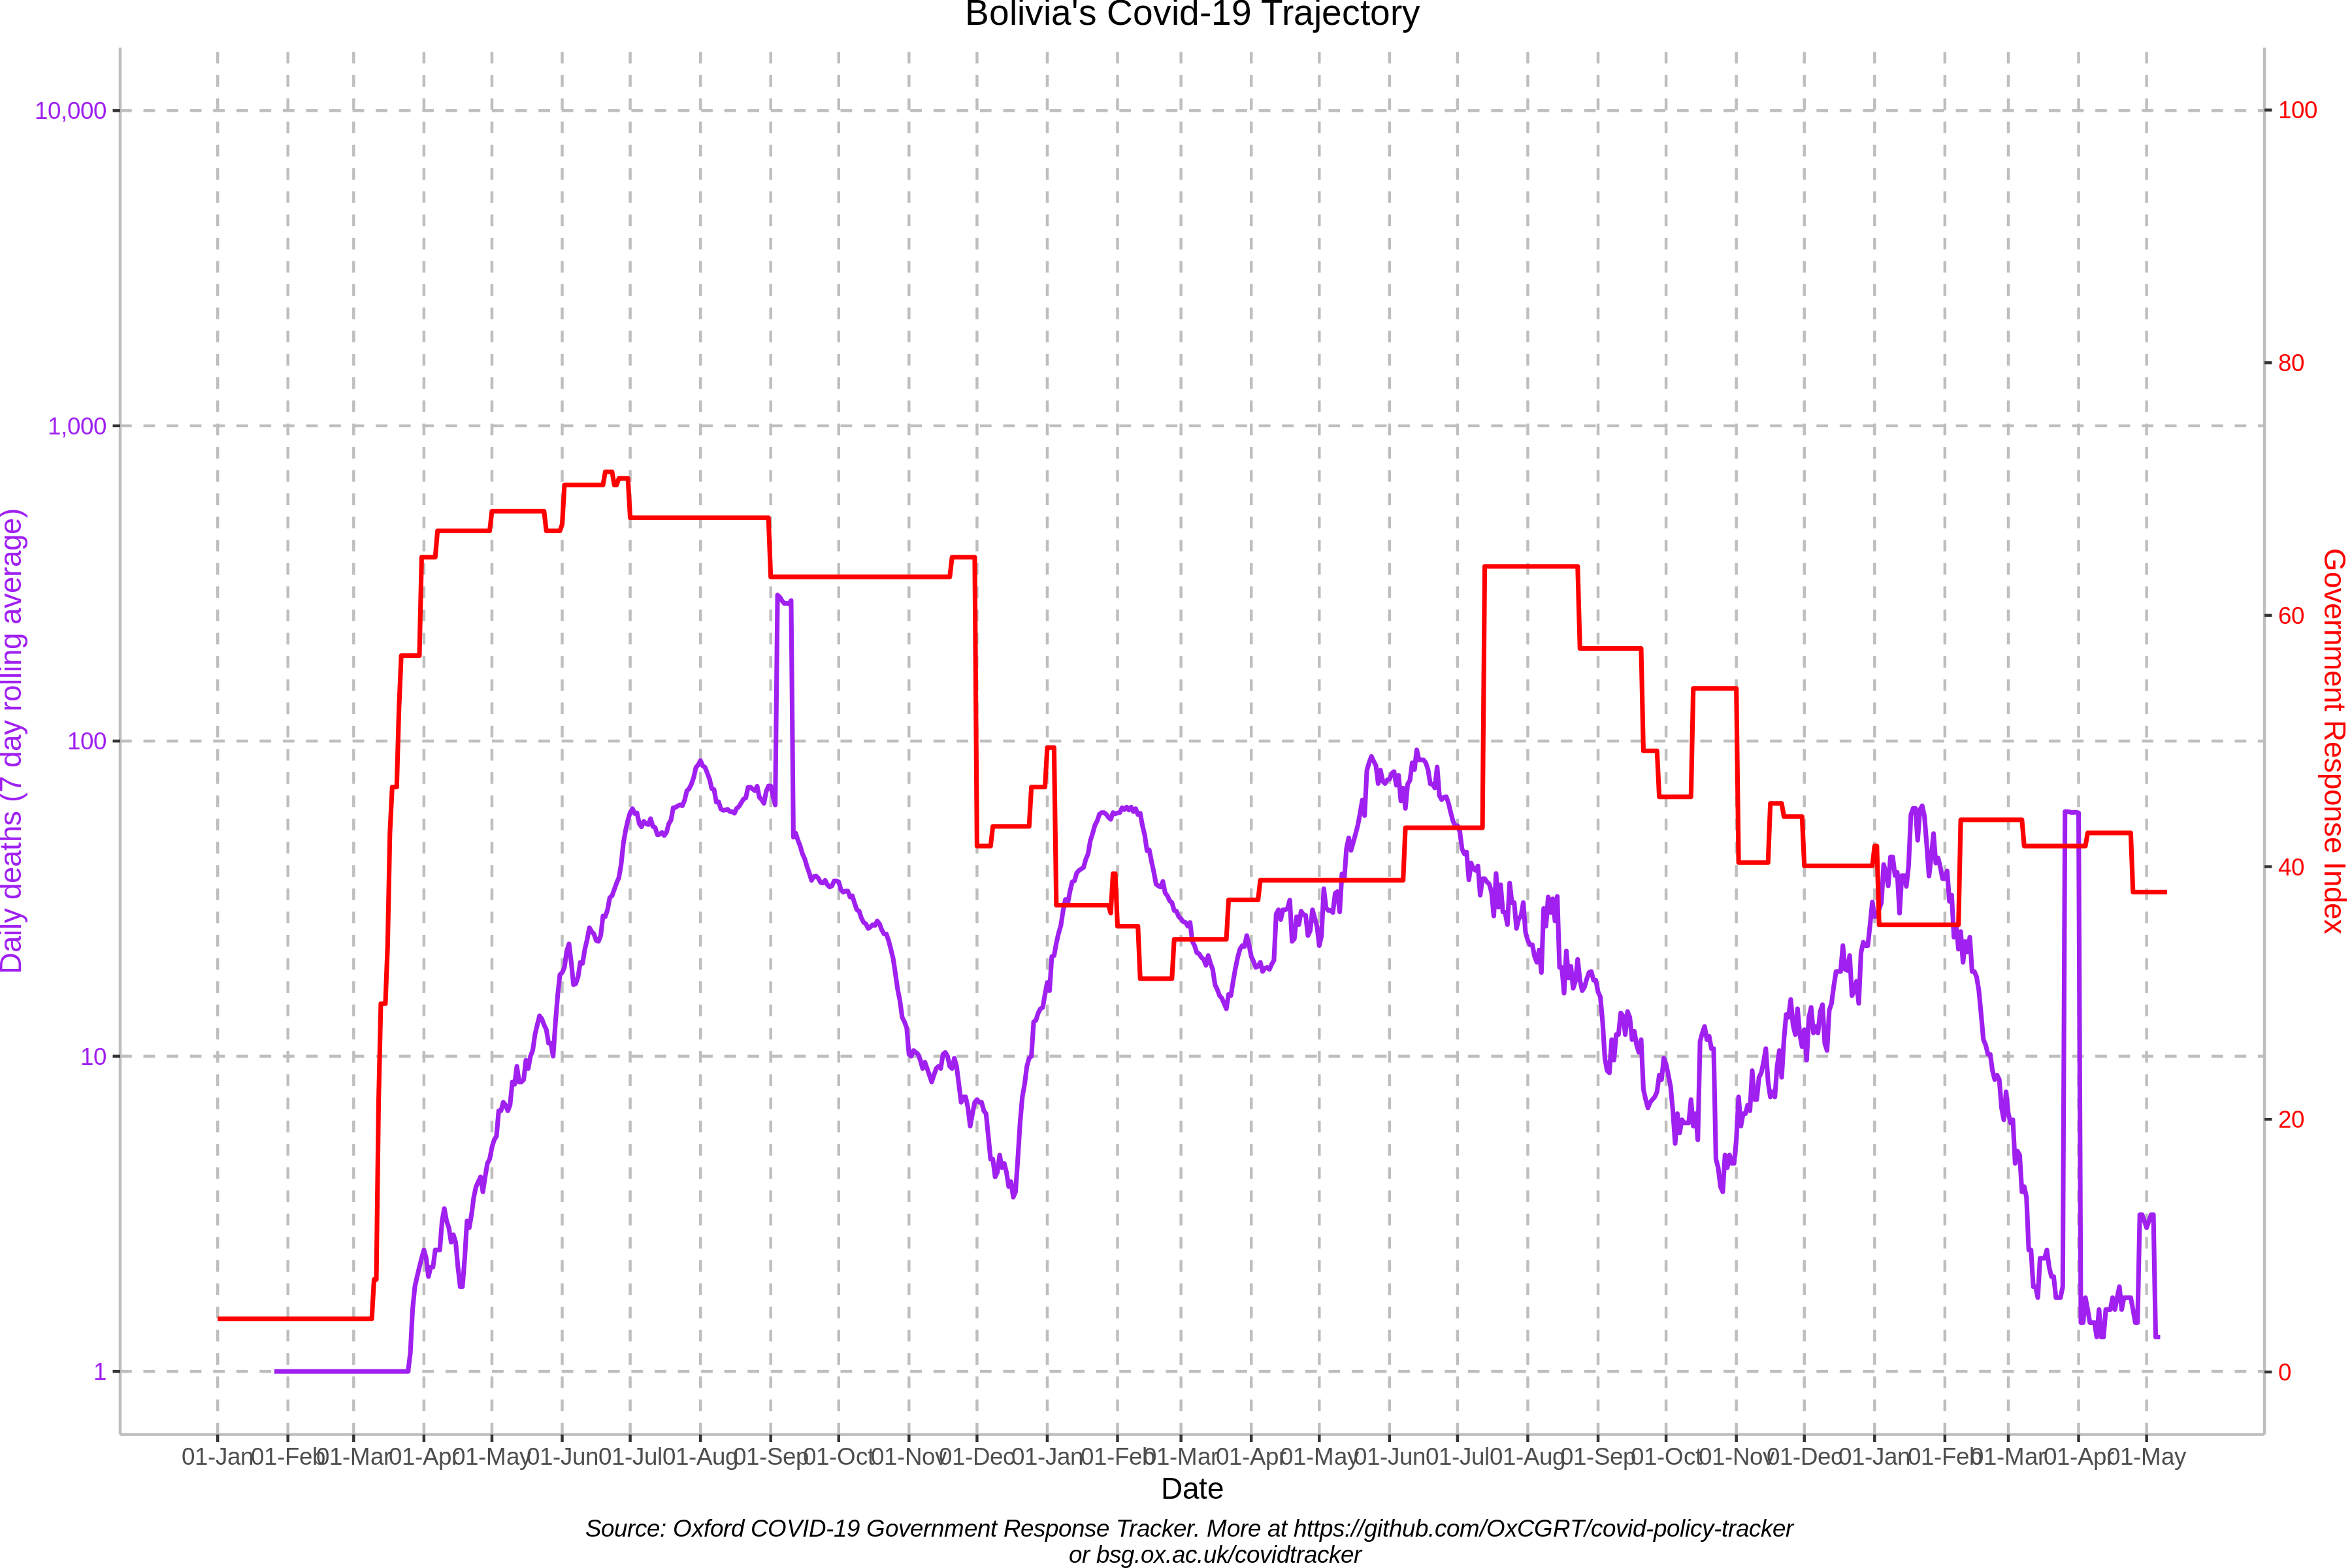 Bolivia's Covid-19 Trajectory
Daily deaths (7 day rolling average)
10,000
1,000
100
10
1
100
80
60
40
20
0
Government Response Index
01-Jan 01-Feb 01-Mar 01-Apr 01-May 01-Jun 01-Jul 01-Aug 01-Sep 01-Oct 01-Nov 01-Dec 01-Jan 01-Feb 01-Mar 01-Apr 01-May 01-Jun 01-Jul 01-Aug 01-Sep 01-Oct 01-Nov 01-Dec 01-Jan 01-Feb 01-Mar 01-Apr 01-May
Date
Source: Oxford COVID-19 Government Response Tracker. More at https://github.com/OxCGRT/covid-policy-tracker
or bsg.ox.ac.uk/covidtracker